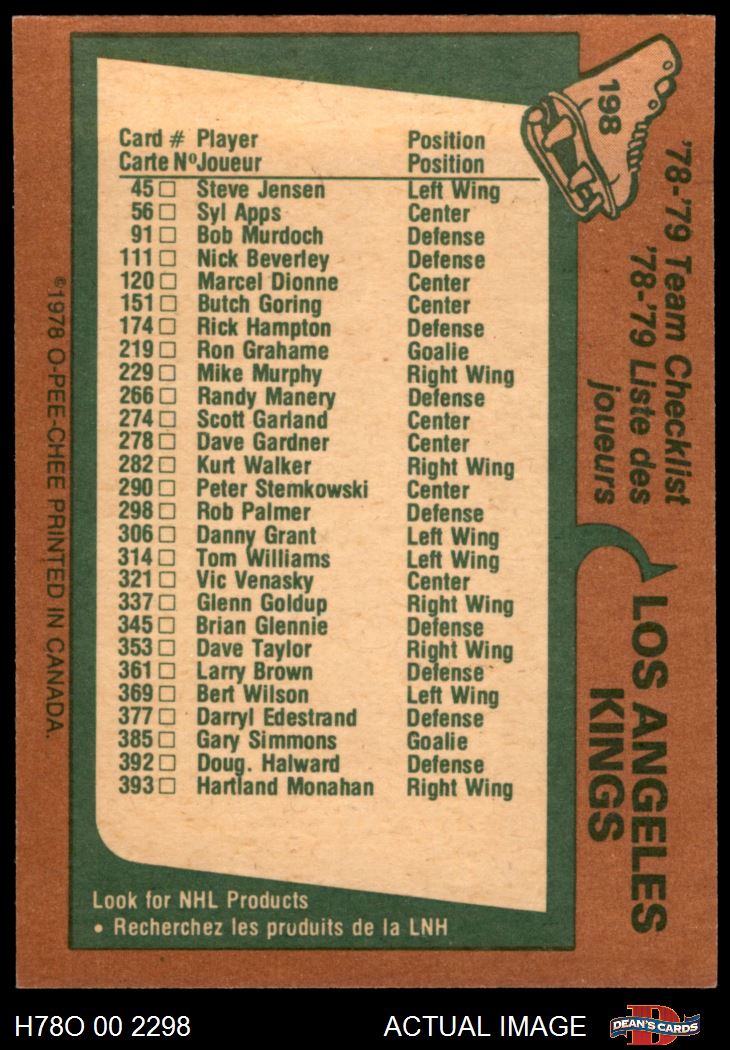 198
'78-'79 Team Checklist
'78-'79 Liste des
joueurs
LOS ANGELES
KINGS
Card # Player Position
Carte Nº Joueur Position
45 □ Steve Jensen Left Wing
56 □ Syl Apps Center
91 □ Bob Murdoch Defense
111 □ Nick Beverley Defense
120 □ Marcel Dionne Center
151 □ Butch Goring Center
174 □ Rick Hampton Defense
219 □ Ron Grahame Goalie
229 □ Mike Murphy Right Wing
266 □ Randy Manery Defense
274 □ Scott Garland Center
278 □ Dave Gardner Center
282 □ Kurt Walker Right Wing
290 □ Peter Stemkowski Center
298 □ Rob Palmer Defense
306 □ Danny Grant Left Wing
314 □ Tom Williams Left Wing
321 □ Vic Venasky Center
337 □ Glenn Goldup Right Wing
345 □ Brian Glennie Defense
353 □ Dave Taylor Right Wing
361 □ Larry Brown Defense
369 □ Bert Wilson Left Wing
377 □ Darryl Edestrand Defense
385 □ Gary Simmons Goalie
392 □ Doug. Halward Defense
393 □ Hartland Monahan Right Wing
Look for NHL Products
• Recherchez les produits de la LNH
©1978 O-PEE-CHEE PRINTED IN CANADA.
H78O 00 2298
ACTUAL IMAGE
D
DEAN'S CARDS